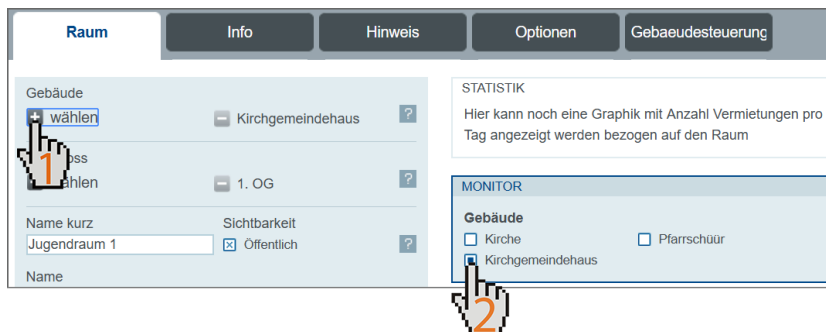 Raum Info Hinweis Optionen Gebaeudesteuerung
Gebäude
wählen Kirchgemeindehaus ?
oss
ählen 1. OG ?
Name kurz Sichtbarkeit
Jugendraum 1 Öffentlich ?
Name
STATISTIK
Hier kann noch eine Graphik mit Anzahl Vermietungen pro
Tag angezeigt werden bezogen auf den Raum
MONITOR
Gebäude
Kirche Pfarrschüür
Kirchgemeindehaus
1
2